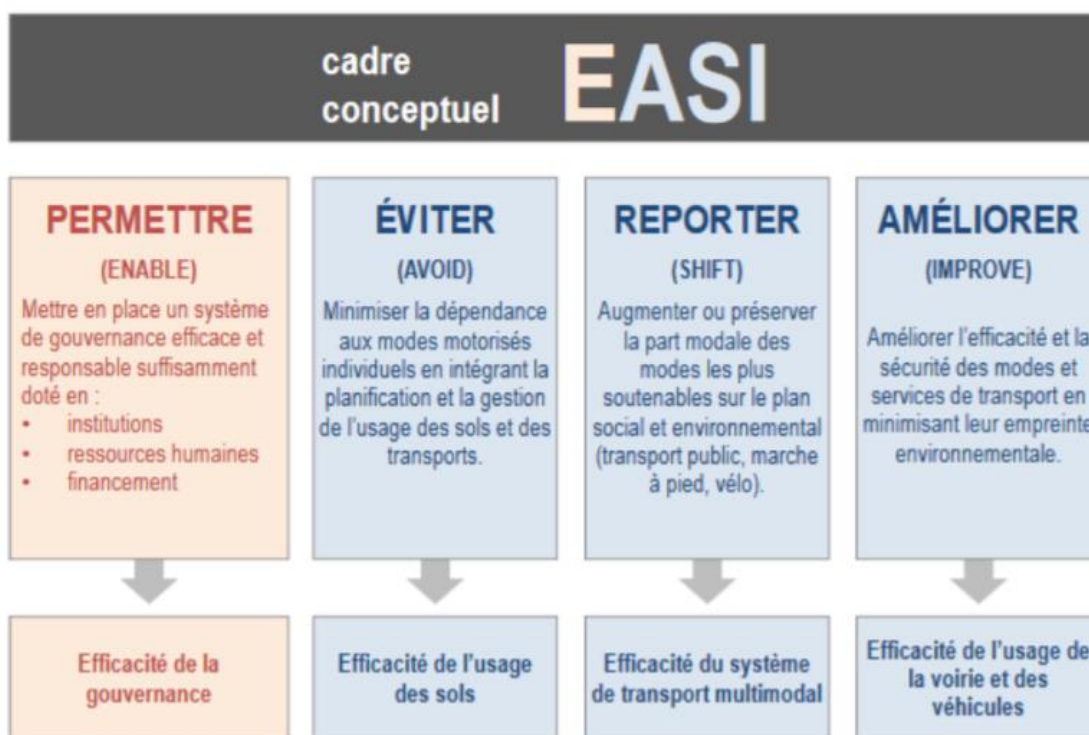 cadre
conceptuel
EASI
PERMETTRE
(ENABLE)
Mettre en place un système
de gouvernance efficace et
responsable suffisamment
doté en :
• institutions
• ressources humaines
• financement
Efficacité de la
gouvernance
ÉVITER
(AVOID)
Minimiser la dépendance
aux modes motorisés
individuels en intégrant la
planification et la gestion
de l'usage des sols et des
transports.
Efficacité de l'usage
des sols
REPORTER
(SHIFT)
Augmenter ou préserver
la part modale des
modes les plus
soutenables sur le plan
social et environnemental
(transport public, marche
à pied, vélo).
Efficacité du système
de transport multimodal
AMÉLIORER
(IMPROVE)
Améliorer l'efficacité et la
sécurité des modes et
services de transport en
minimisant leur empreinte
environnementale.
Efficacité de l'usage de
la voirie et des
véhicules